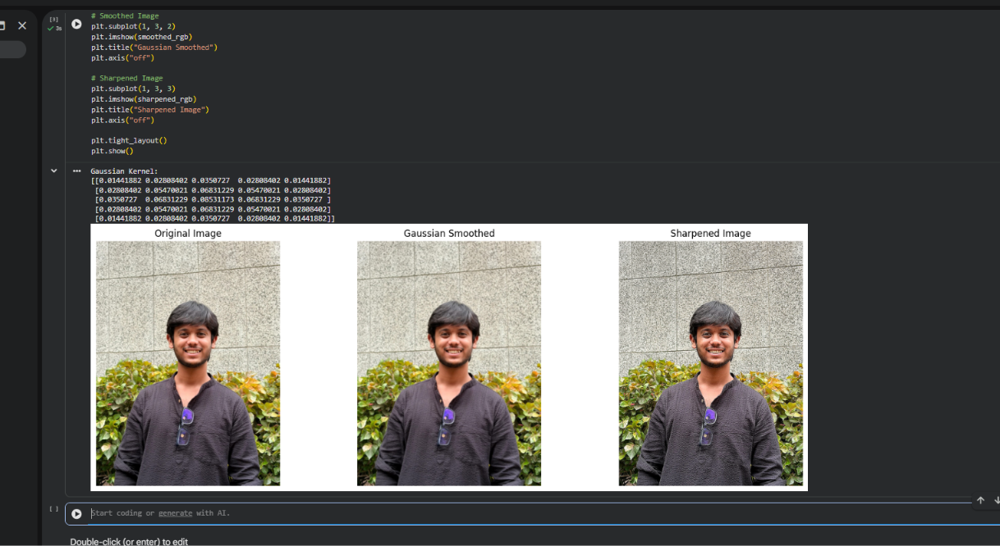 [3]
3s
# Smoothed Image
plt.subplot(1, 3, 2)
plt.imshow(smoothed_rgb)
plt.title("Gaussian Smoothed")
plt.axis("off")
# Sharpened Image
plt.subplot(1, 3, 3)
plt.imshow(sharpened_rgb)
plt.title("Sharpened Image")
plt.axis("off")
plt.tight_layout()
plt.show()
Gaussian Kernel:
[[0.01441882 0.02808402 0.0350727  0.02808402 0.01441882]
 [0.02808402 0.05470021 0.06831229 0.05470021 0.02808402]
 [0.0350727  0.06831229 0.08531173 0.06831229 0.0350727 ]
 [0.02808402 0.05470021 0.06831229 0.05470021 0.02808402]
 [0.01441882 0.02808402 0.0350727  0.02808402 0.01441882]]
Original Image Gaussian Smoothed Sharpened Image
[ ]
Start coding or generate with AI.
Double-click (or enter) to edit